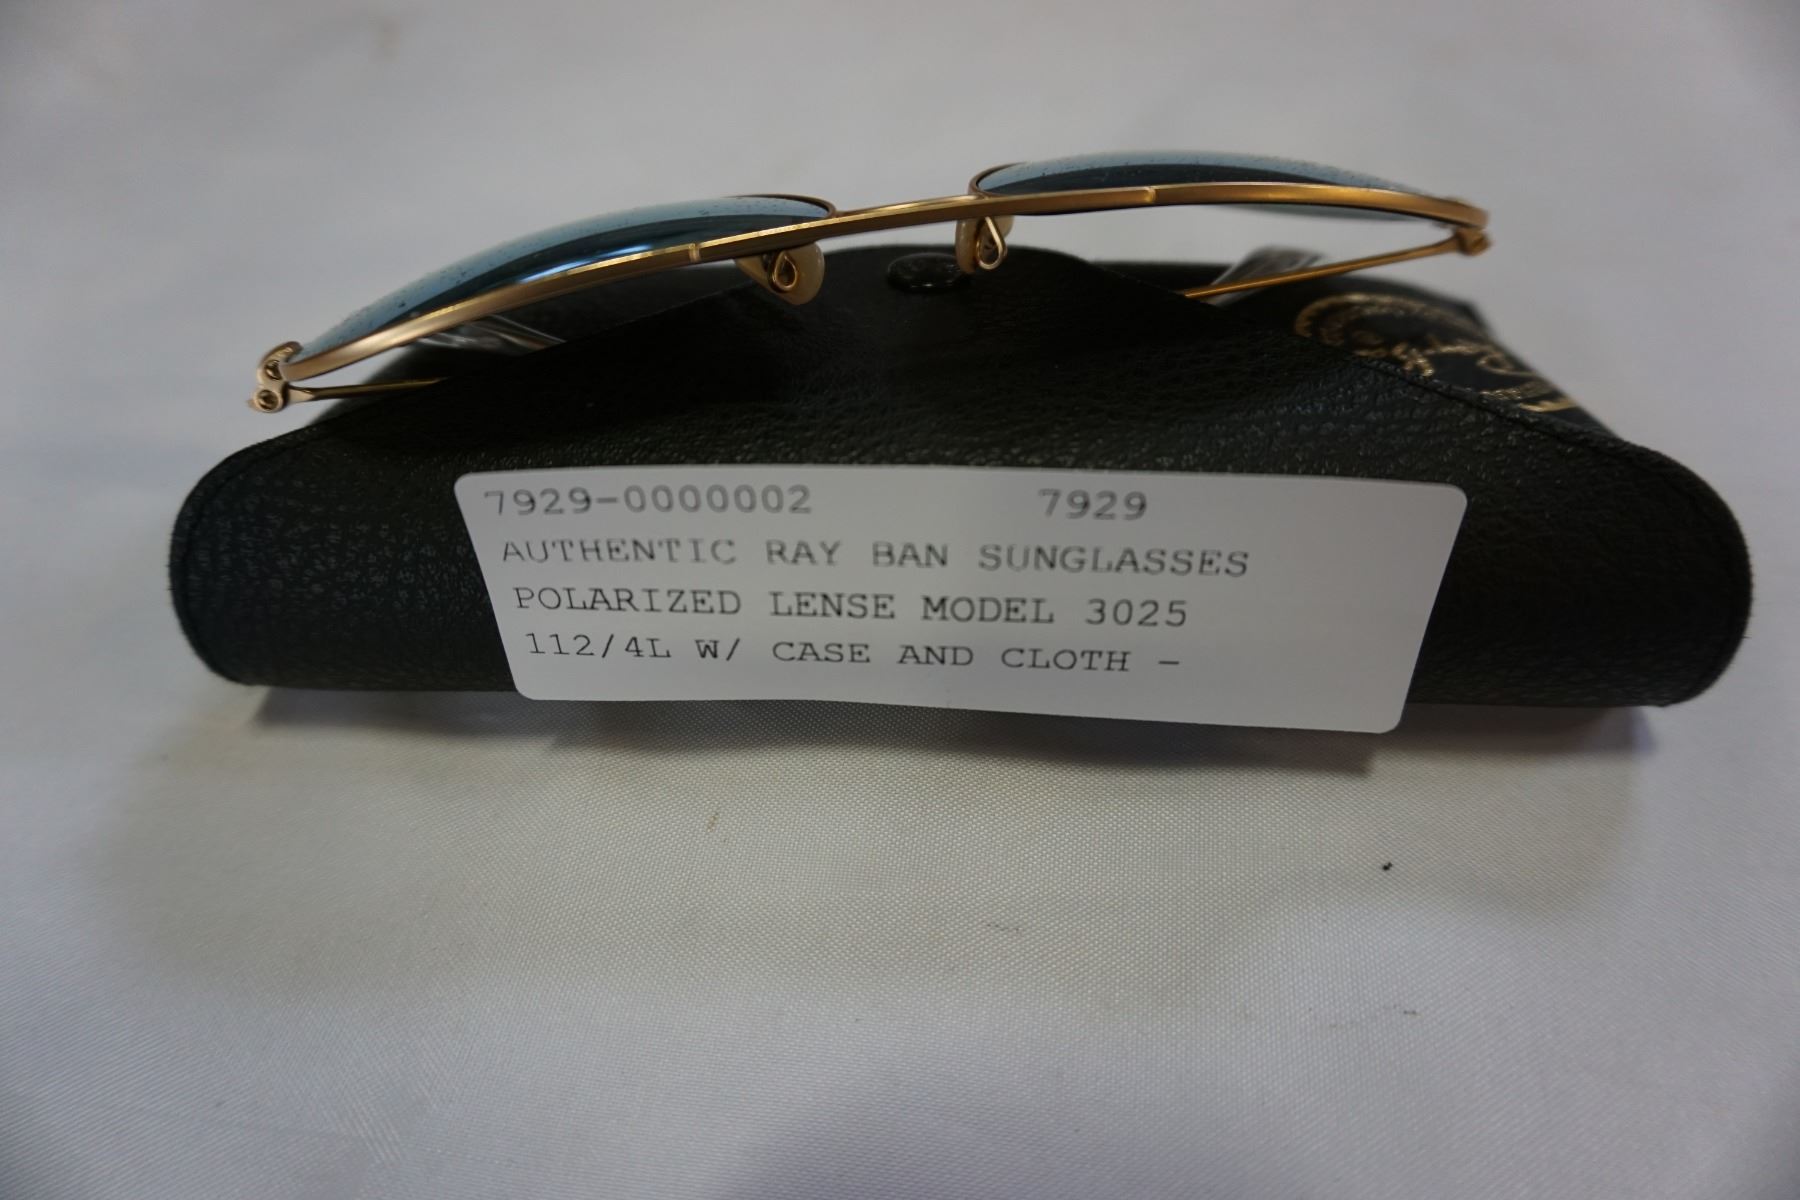 7929-0000002 7929
AUTHENTIC RAY BAN SUNGLASSES
POLARIZED LENSE MODEL 3025
112/4L W/ CASE AND CLOTH -